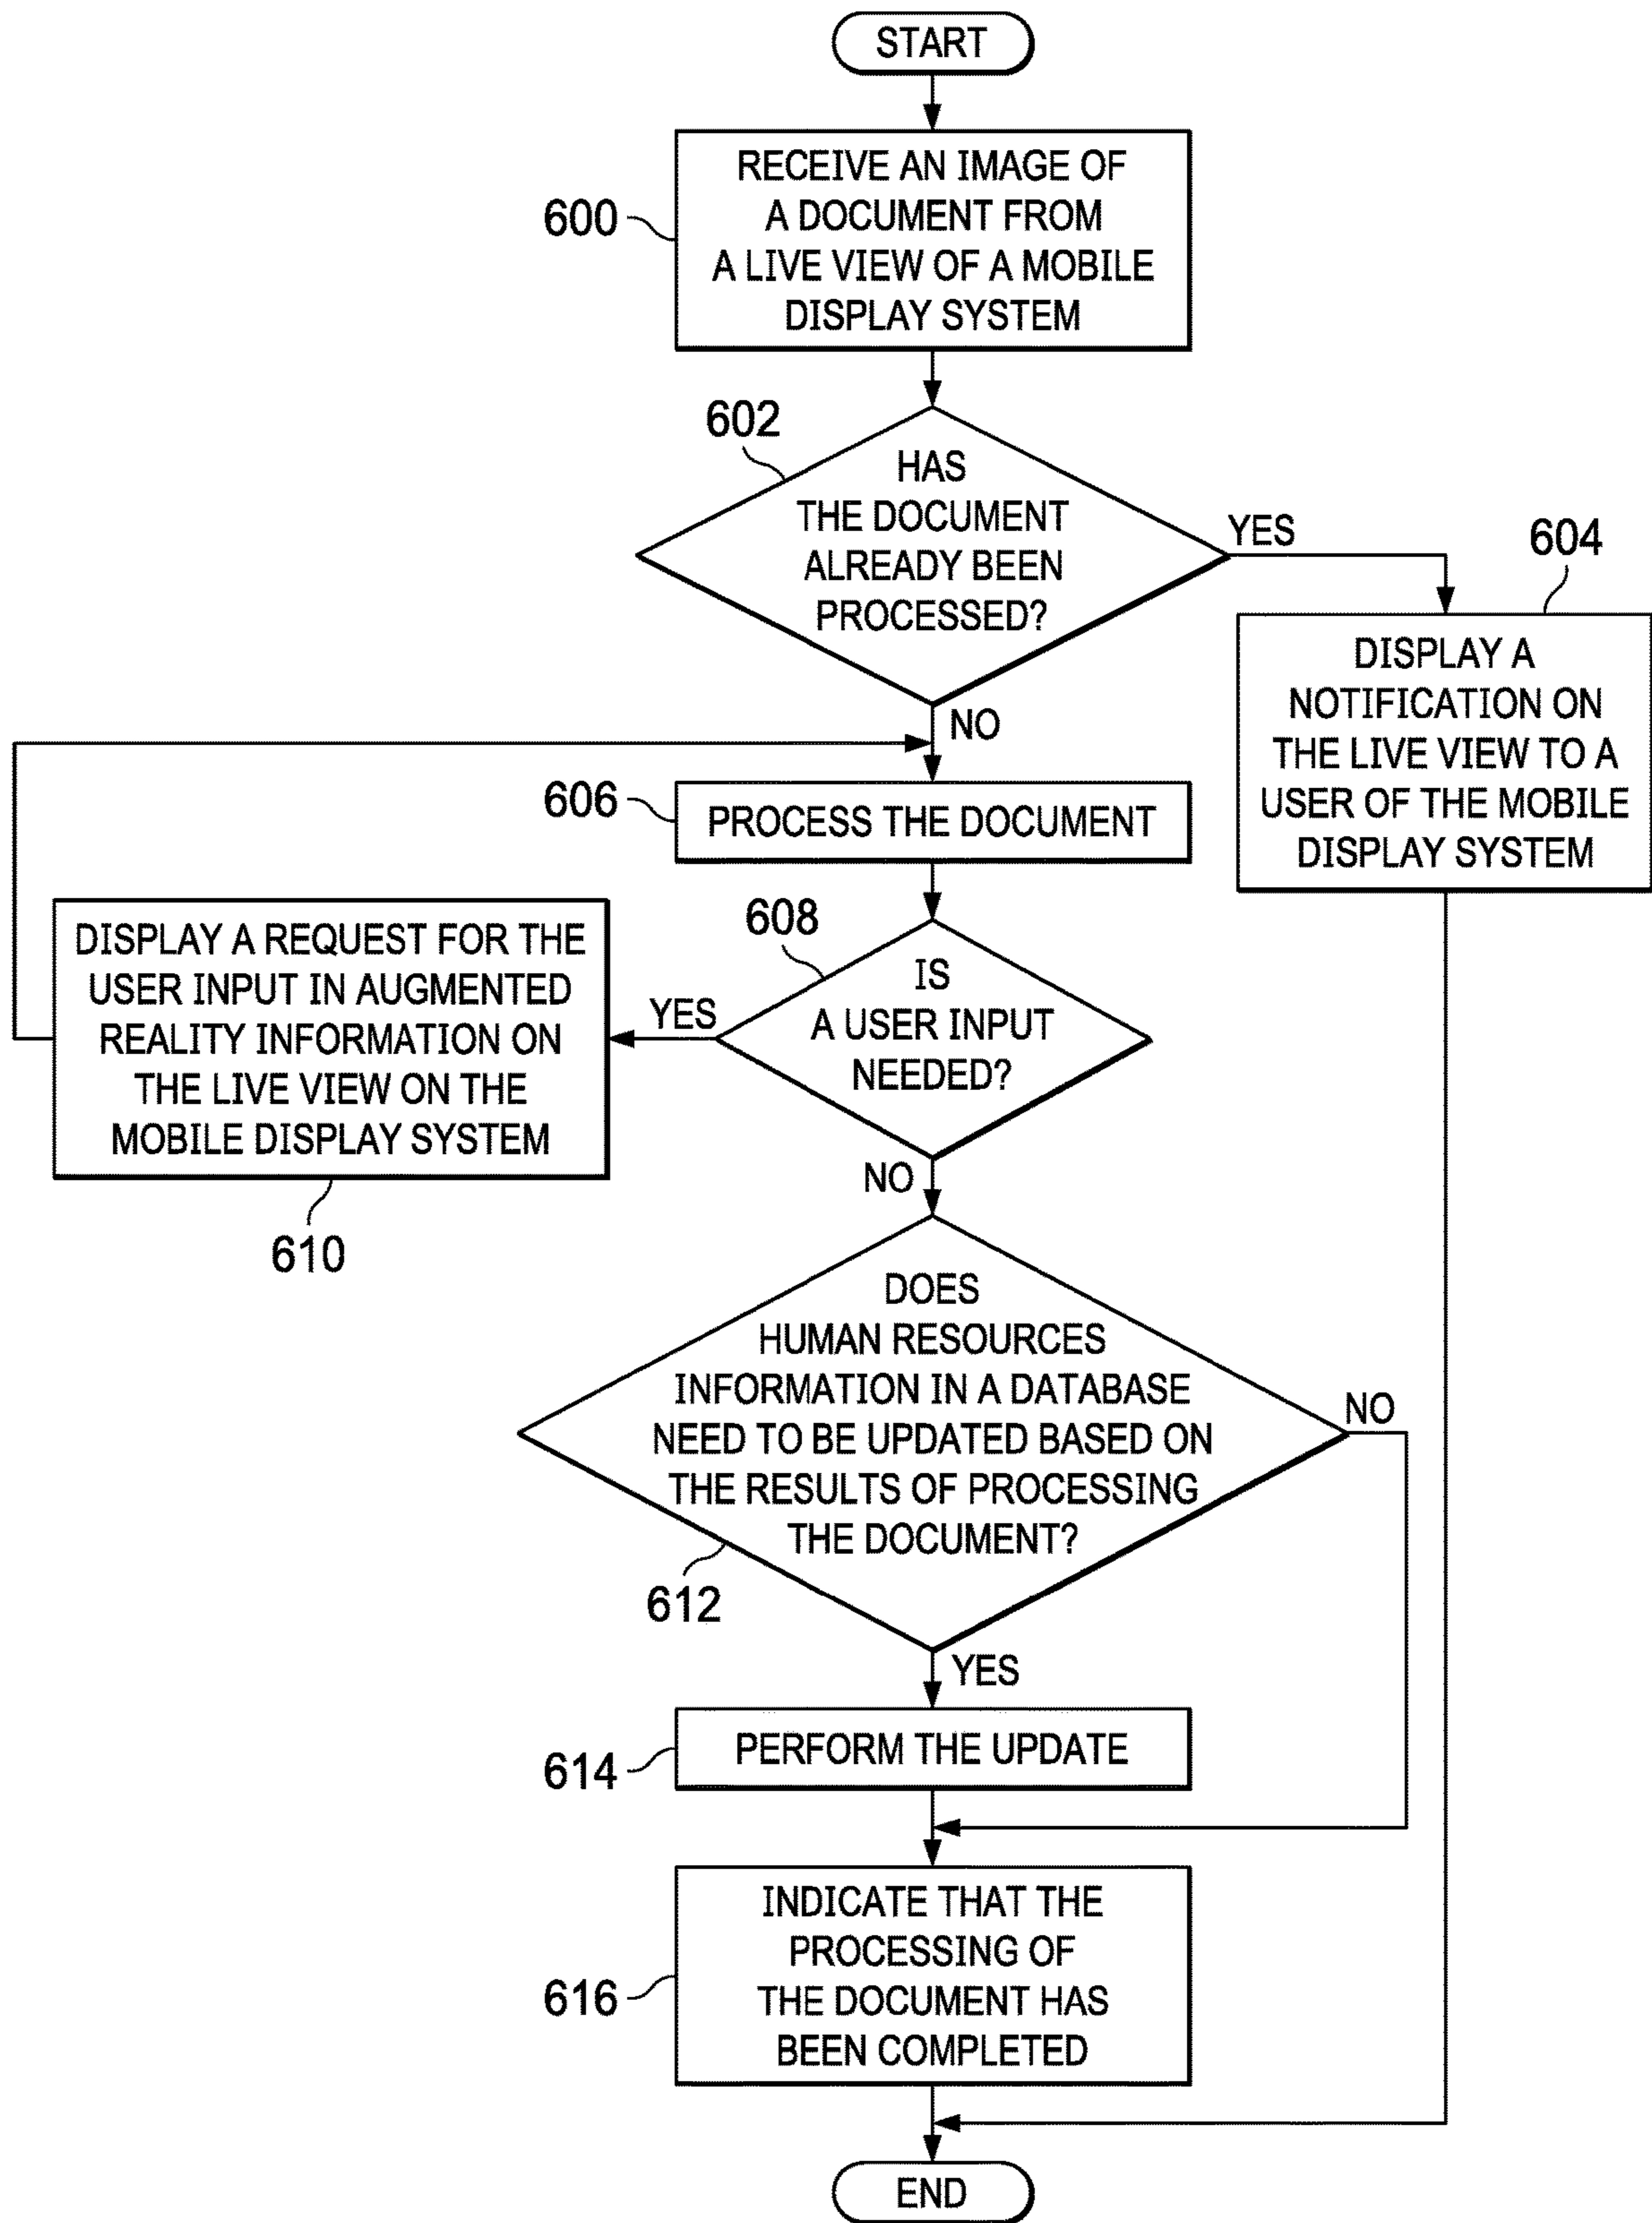 START
600
RECEIVE AN IMAGE OF
A DOCUMENT FROM
A LIVE VIEW OF A MOBILE
DISPLAY SYSTEM
602
HAS
THE DOCUMENT
ALREADY BEEN
PROCESSED?
YES
604
DISPLAY A
NOTIFICATION ON
THE LIVE VIEW TO A
USER OF THE MOBILE
DISPLAY SYSTEM
NO
606
PROCESS THE DOCUMENT
608
IS
A USER INPUT
NEEDED?
YES
DISPLAY A REQUEST FOR THE
USER INPUT IN AUGMENTED
REALITY INFORMATION ON
THE LIVE VIEW ON THE
MOBILE DISPLAY SYSTEM
610
NO
DOES
HUMAN RESOURCES
INFORMATION IN A DATABASE
NEED TO BE UPDATED BASED ON
THE RESULTS OF PROCESSING
THE DOCUMENT?
NO
612
YES
614
PERFORM THE UPDATE
616
INDICATE THAT THE
PROCESSING OF
THE DOCUMENT HAS
BEEN COMPLETED
END